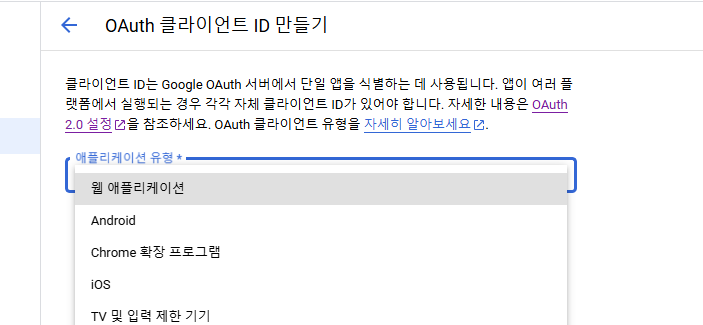 OAuth 클라이언트 ID 만들기
클라이언트 ID는 Google OAuth 서버에서 단일 앱을 식별하는 데 사용됩니다. 앱이 여러 플
랫폼에서 실행되는 경우 각각 자체 클라이언트 ID가 있어야 합니다. 자세한 내용은 OAuth
2.0 설정을 참조하세요. OAuth 클라이언트 유형을 자세히 알아보세요.
애플리케이션 유형 *
웹 애플리케이션
Android
Chrome 확장 프로그램
iOS
TV 및 입력 제한 기기